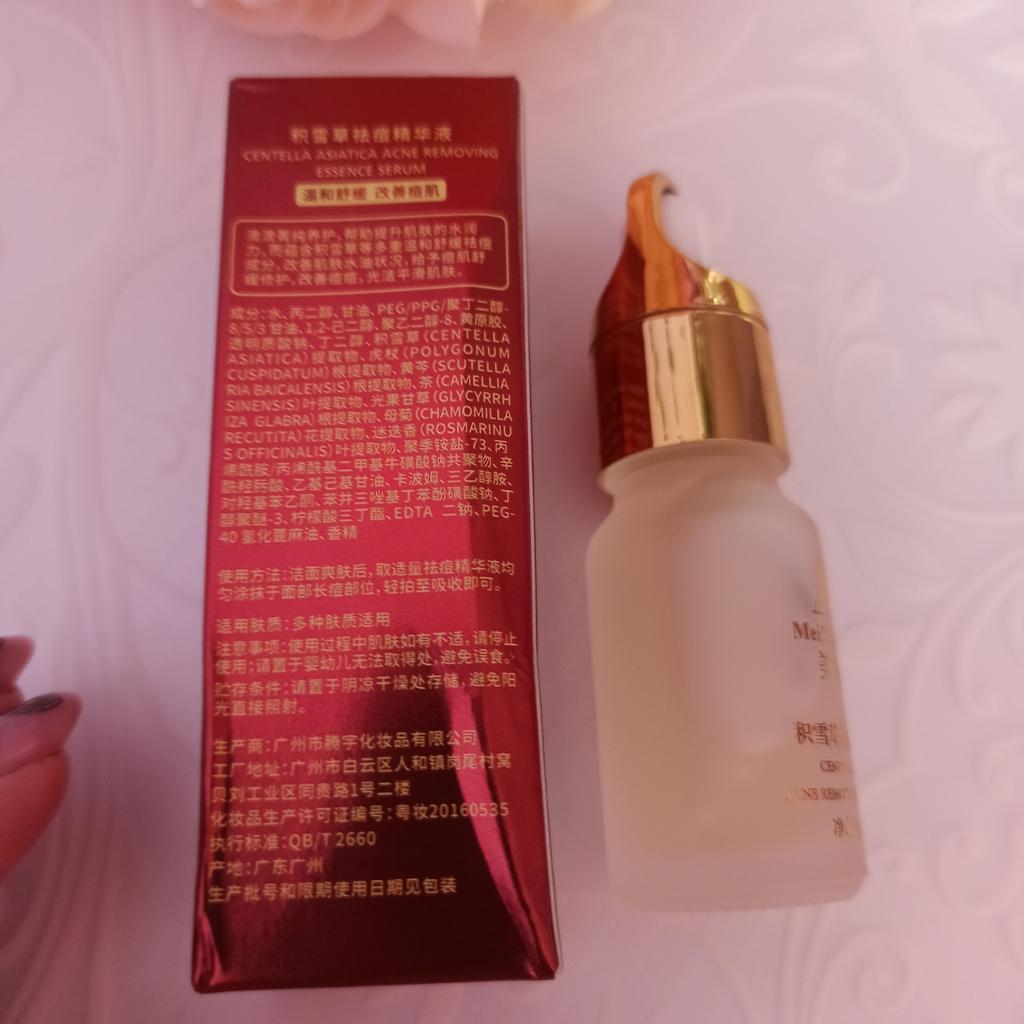 积雪草祛痘精华液
CENTELLA ASIATICA ACNE REMOVING
ESSENCE SERUM
温和舒缓 改善痘肌
滴流菁纯养护,帮助提升肌肤的水润
力,而蕴含积雪草等多重温和舒缓祛痘
成分、改善肌肤水油状况,给予痘肌舒
缓修护,改善痘痘,光洁平滑肌肤。
成分:水、丙二醇、甘油、PEG/PPG/聚丁二醇-
8/5/3 甘油、1,2-己二醇、聚乙二醇-8、黄原胶、
透明质酸钠、丁二醇、积雪草(CENTELLA
ASIATICA)提取物、虎杖(POLYGONUM
CUSPIDATUM)根提取物、黄芩(SCUTELLA
RIA BAICALENSIS)根提取物、茶(CAMELLIA
SINENSIS)叶提取物、光果甘草(GLYCYRRH
IZA GLABRA)根提取物、母菊(CHAMOMILLA
RECUTITA)花提取物、迷迭香(ROSMARINU
S OFFICINALIS)叶提取物、聚季铵盐-73、丙
烯酰胺/丙烯酰基二甲基牛磺酸钠共聚物、辛
酰羟肟酸、乙基己基甘油、卡波姆、三乙醇胺、
对羟基苯乙酮、苯并三唑基丁苯酚磺酸钠、丁
醇聚醚-3、柠檬酸三丁酯、EDTA 二钠、PEG-
40 氢化蓖麻油、香精
使用方法:洁面爽肤后,取适量祛痘精华液均
匀涂抹于面部长痘部位,轻拍至吸收即可。
适用肤质:多种肤质适用
注意事项:使用过程中肌肤如有不适,请停止
使用;请置于婴幼儿无法取得处,避免误食。
贮存条件:请置于阴凉干燥处存储,避免阳
光直接照射。
生产商:广州市腾宇化妆品有限公司
工厂地址:广州市白云区人和镇岗尾村窝
贝刘工业区同贵路1号二楼
化妆品生产许可证编号:粤妆20160535
执行标准:QB/T 2660
产地:广东广州
生产批号和限期使用日期见包装
Mei
积雪草
CENT
ACNE REMO
净